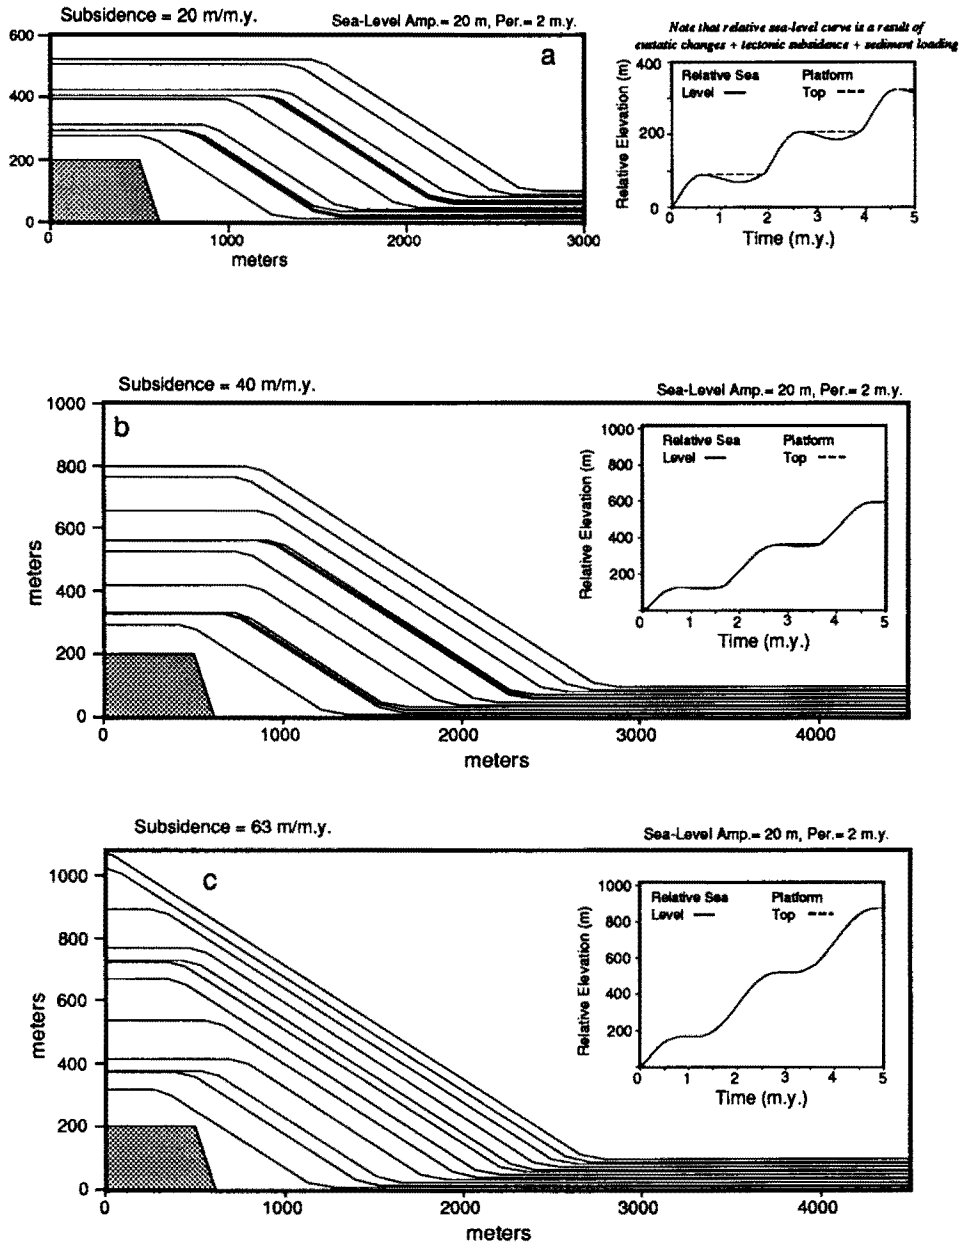 Subsidence = 20 m/m.y.
Sea-Level Amp. = 20 m, Per.= 2 m.y.
Note that relative sea-level curve is a result of
eustatic changes + tectonic subsidence + sediment loading
a
600
400
200
0
0 1000 2000 3000
meters
Relative Sea Platform
Level Top
Relative Elevation (m)
400
200
0
0 1 2 3 4 5
Time (m.y.)
Subsidence = 40 m/m.y.
Sea-Level Amp.= 20 m, Per.= 2 m.y.
b
meters
1000
800
600
400
200
0
0 1000 2000 3000 4000
meters
Relative Sea Platform
Level Top
Relative Elevation (m)
1000
800
600
400
200
0 1 2 3 4 5
Time (m.y.)
Subsidence = 63 m/m.y.
Sea-Level Amp.= 20 m, Per.= 2 m.y.
c
meters
1000
800
600
400
200
0
0 1000 2000 3000 4000
meters
Relative Sea Platform
Level Top
Relative Elevation (m)
1000
800
600
400
200
0 1 2 3 4 5
Time (m.y.)